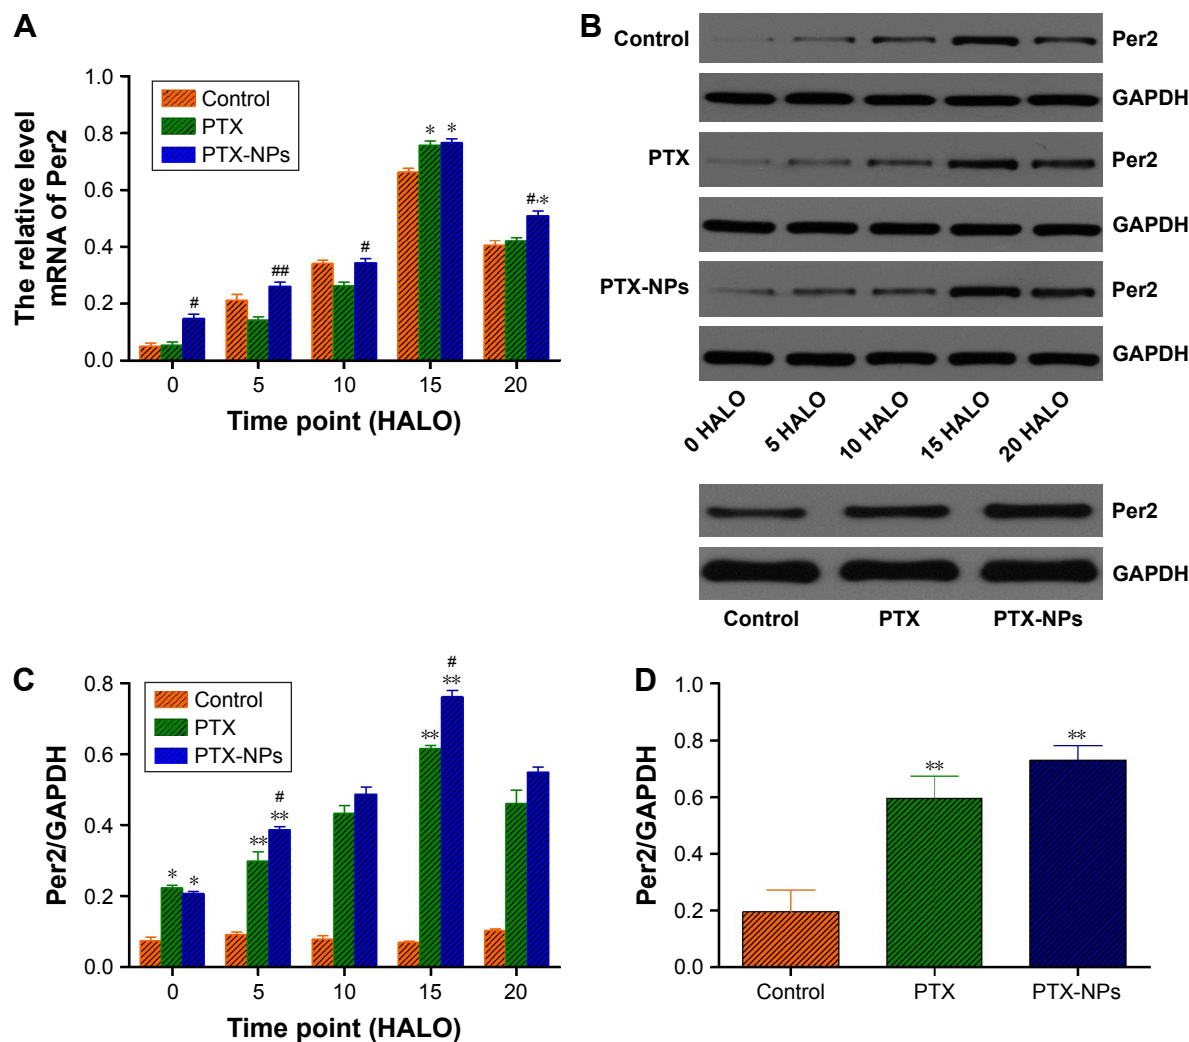 A
The relative level
mRNA of Per2
1.0
0.8
0.6
0.4
0.2
0.0
Control
PTX
PTX-NPs
#
##
#
* *
#,*
0 5 10 15 20
Time point (HALO)
B
Control
Per2
GAPDH
PTX
Per2
GAPDH
PTX-NPs
Per2
GAPDH
0 HALO
5 HALO
10 HALO
15 HALO
20 HALO
Per2
GAPDH
Control PTX PTX-NPs
C
Per2/GAPDH
0.8
0.6
0.4
0.2
0.0
Control
PTX
PTX-NPs
* *
#
** **
#
** **
0 5 10 15 20
Time point (HALO)
D
Per2/GAPDH
1.0
0.8
0.6
0.4
0.2
0.0
** **
Control PTX PTX-NPs